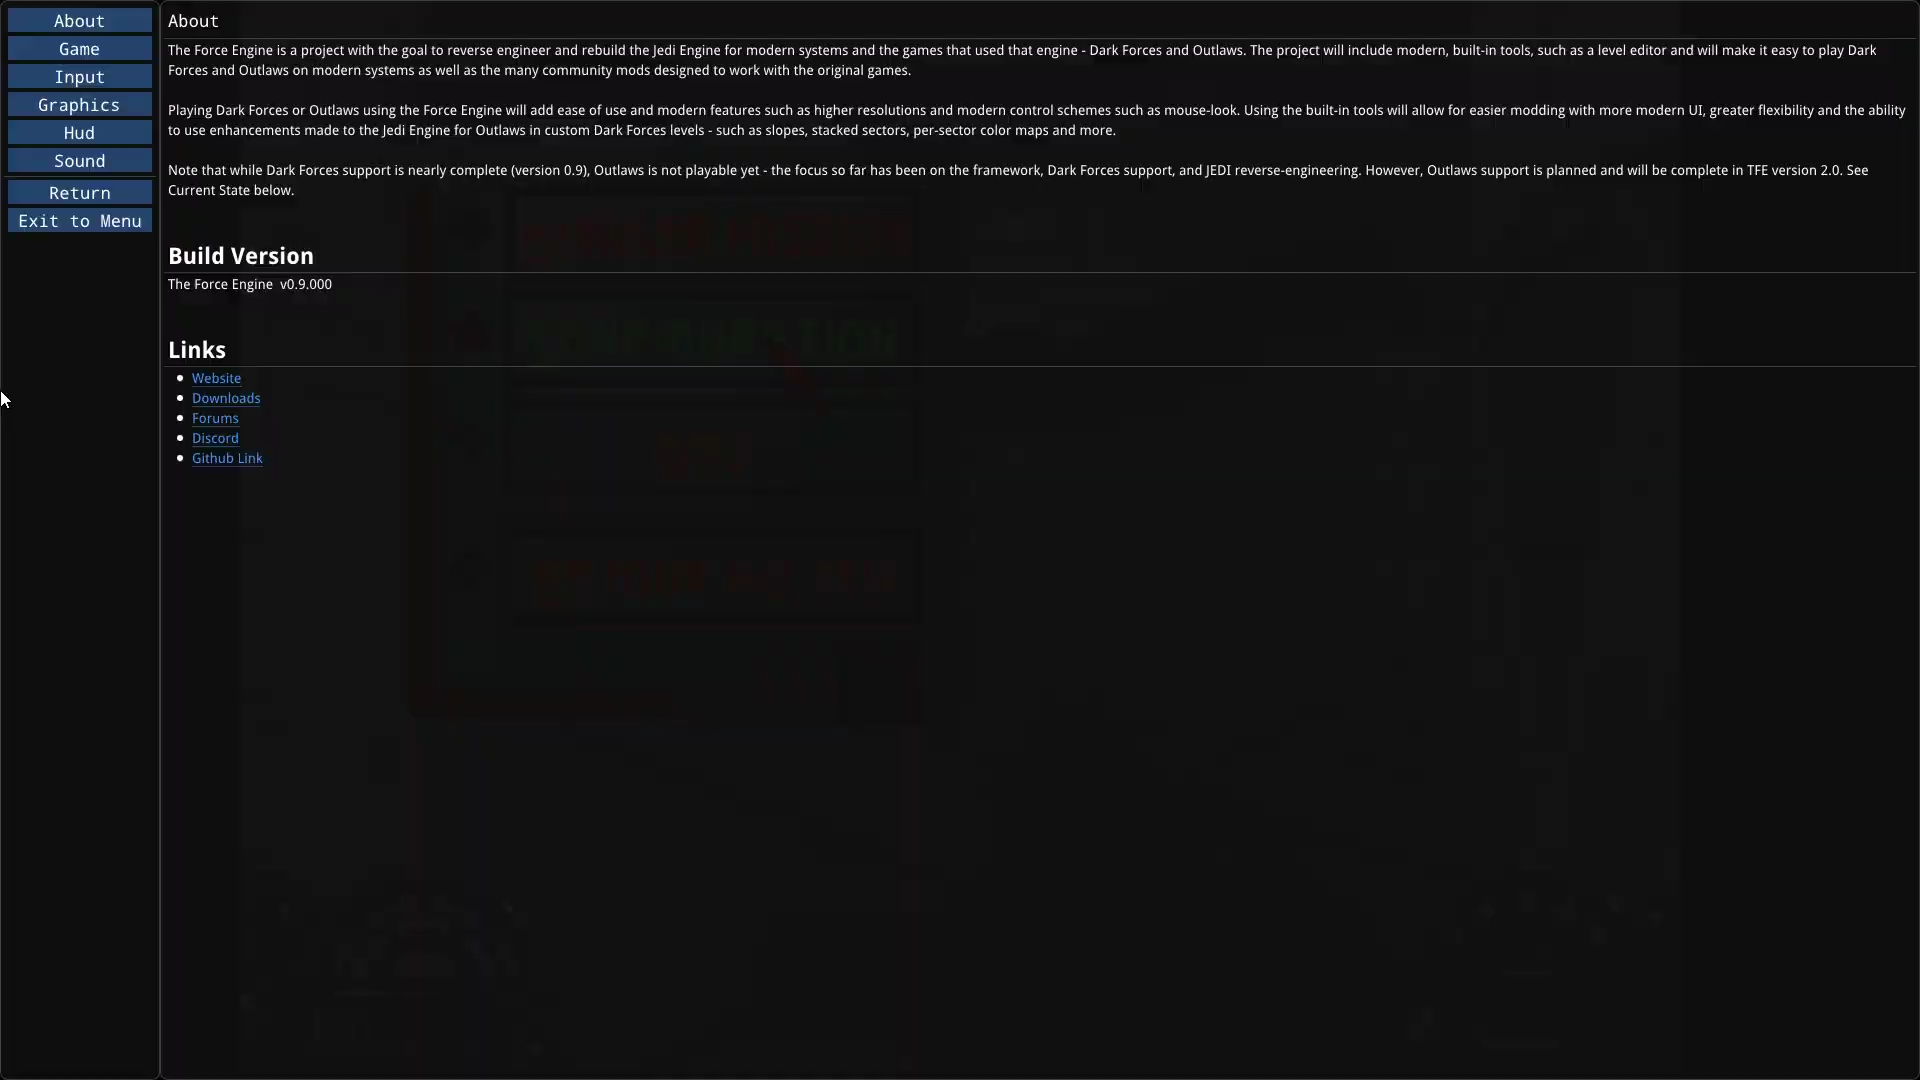 About
Game
Input
Graphics
Hud
Sound
Return
Exit to Menu
About
The Force Engine is a project with the goal to reverse engineer and rebuild the Jedi Engine for modern systems and the games that used that engine - Dark Forces and Outlaws. The project will include modern, built-in tools, such as a level editor and will make it easy to play Dark
Forces and Outlaws on modern systems as well as the many community mods designed to work with the original games.
Playing Dark Forces or Outlaws using the Force Engine will add ease of use and modern features such as higher resolutions and modern control schemes such as mouse-look. Using the built-in tools will allow for easier modding with more modern UI, greater flexibility and the ability
to use enhancements made to the Jedi Engine for Outlaws in custom Dark Forces levels - such as slopes, stacked sectors, per-sector color maps and more.
Note that while Dark Forces support is nearly complete (version 0.9), Outlaws is not playable yet - the focus so far has been on the framework, Dark Forces support, and JEDI reverse-engineering. However, Outlaws support is planned and will be complete in TFE version 2.0. See
Current State below.
Build Version
The Force Engine v0.9.000
Links
Website
Downloads
Forums
Discord
Github Link